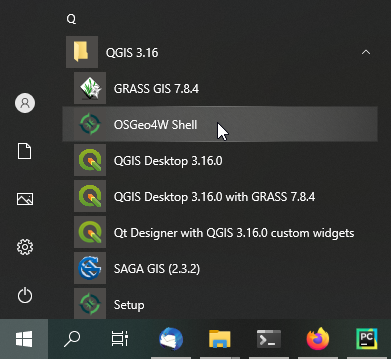 Q
QGIS 3.16
GRASS GIS 7.8.4
OSGeo4W Shell
QGIS Desktop 3.16.0
QGIS Desktop 3.16.0 with GRASS 7.8.4
Qt Designer with QGIS 3.16.0 custom widgets
SAGA GIS (2.3.2)
Setup
PC